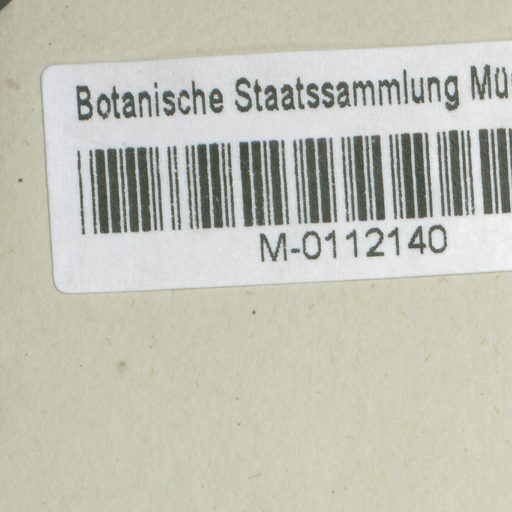 Botanische Staatssammlung Mü
M-0112140